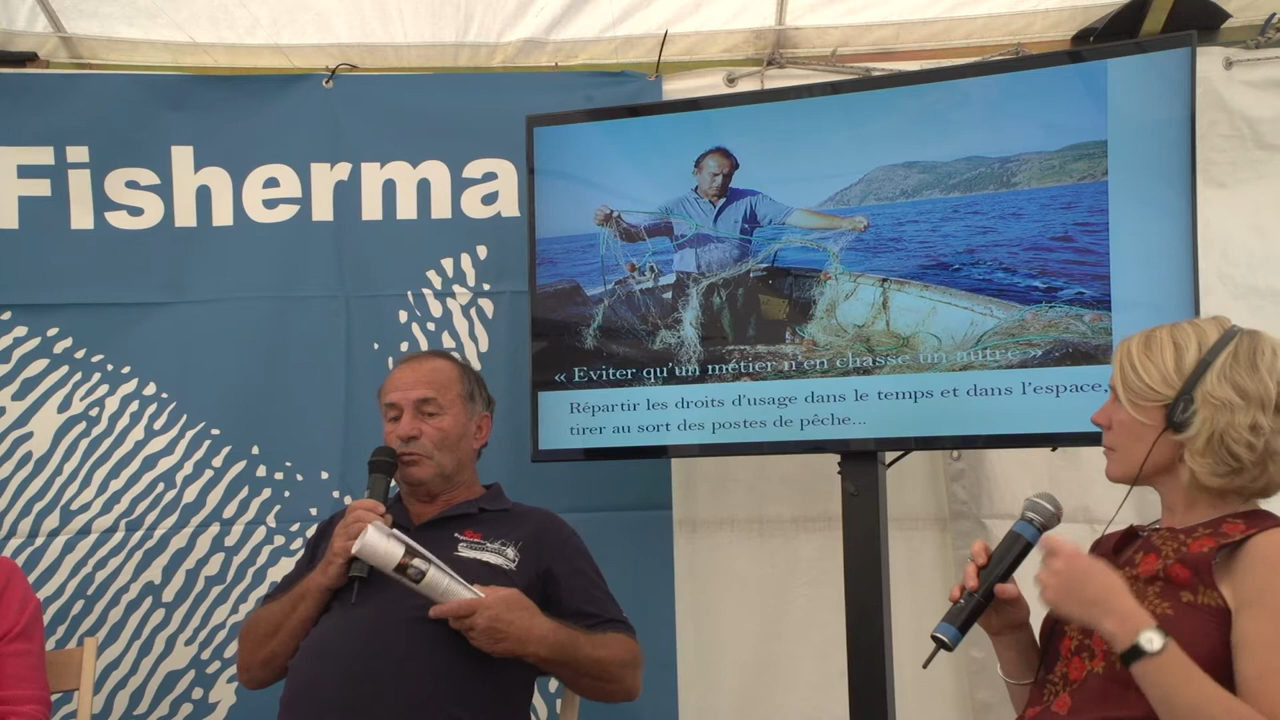 Fisherma
« Eviter qu'un métier n'en chasse un autre »
Répartir les droits d'usage dans le temps et dans l'espace,
tirer au sort des postes de pêche...